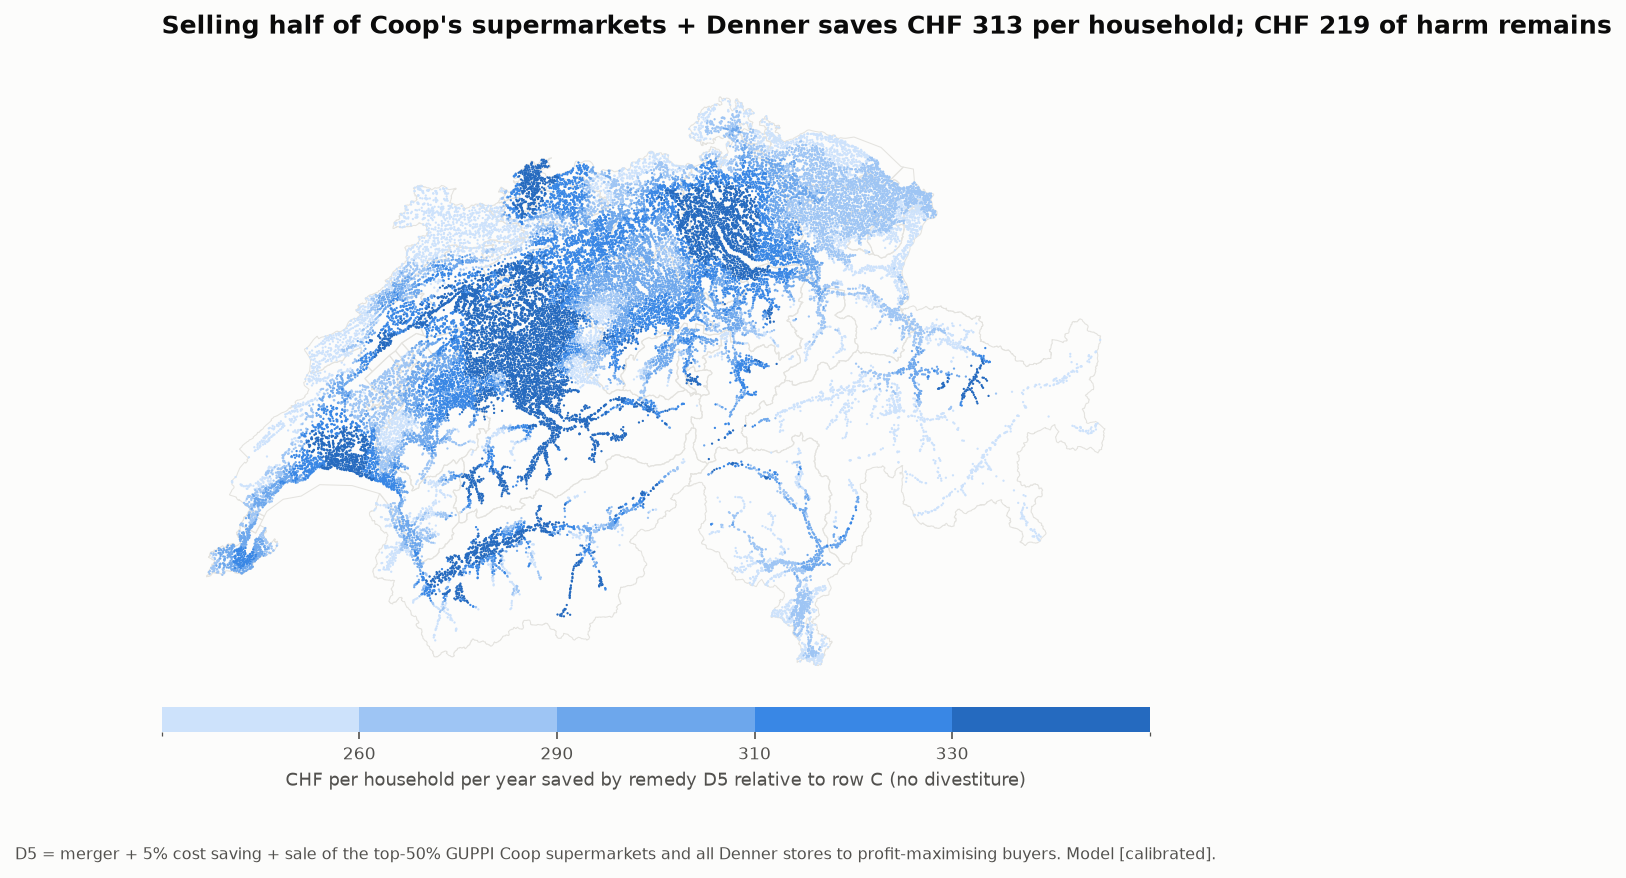 Selling half of Coop's supermarkets + Denner saves CHF 313 per household; CHF 219 of harm remains
260 290 310 330
CHF per household per year saved by remedy D5 relative to row C (no divestiture)
D5 = merger + 5% cost saving + sale of the top-50% GUPPI Coop supermarkets and all Denner stores to profit-maximising buyers. Model [calibrated].